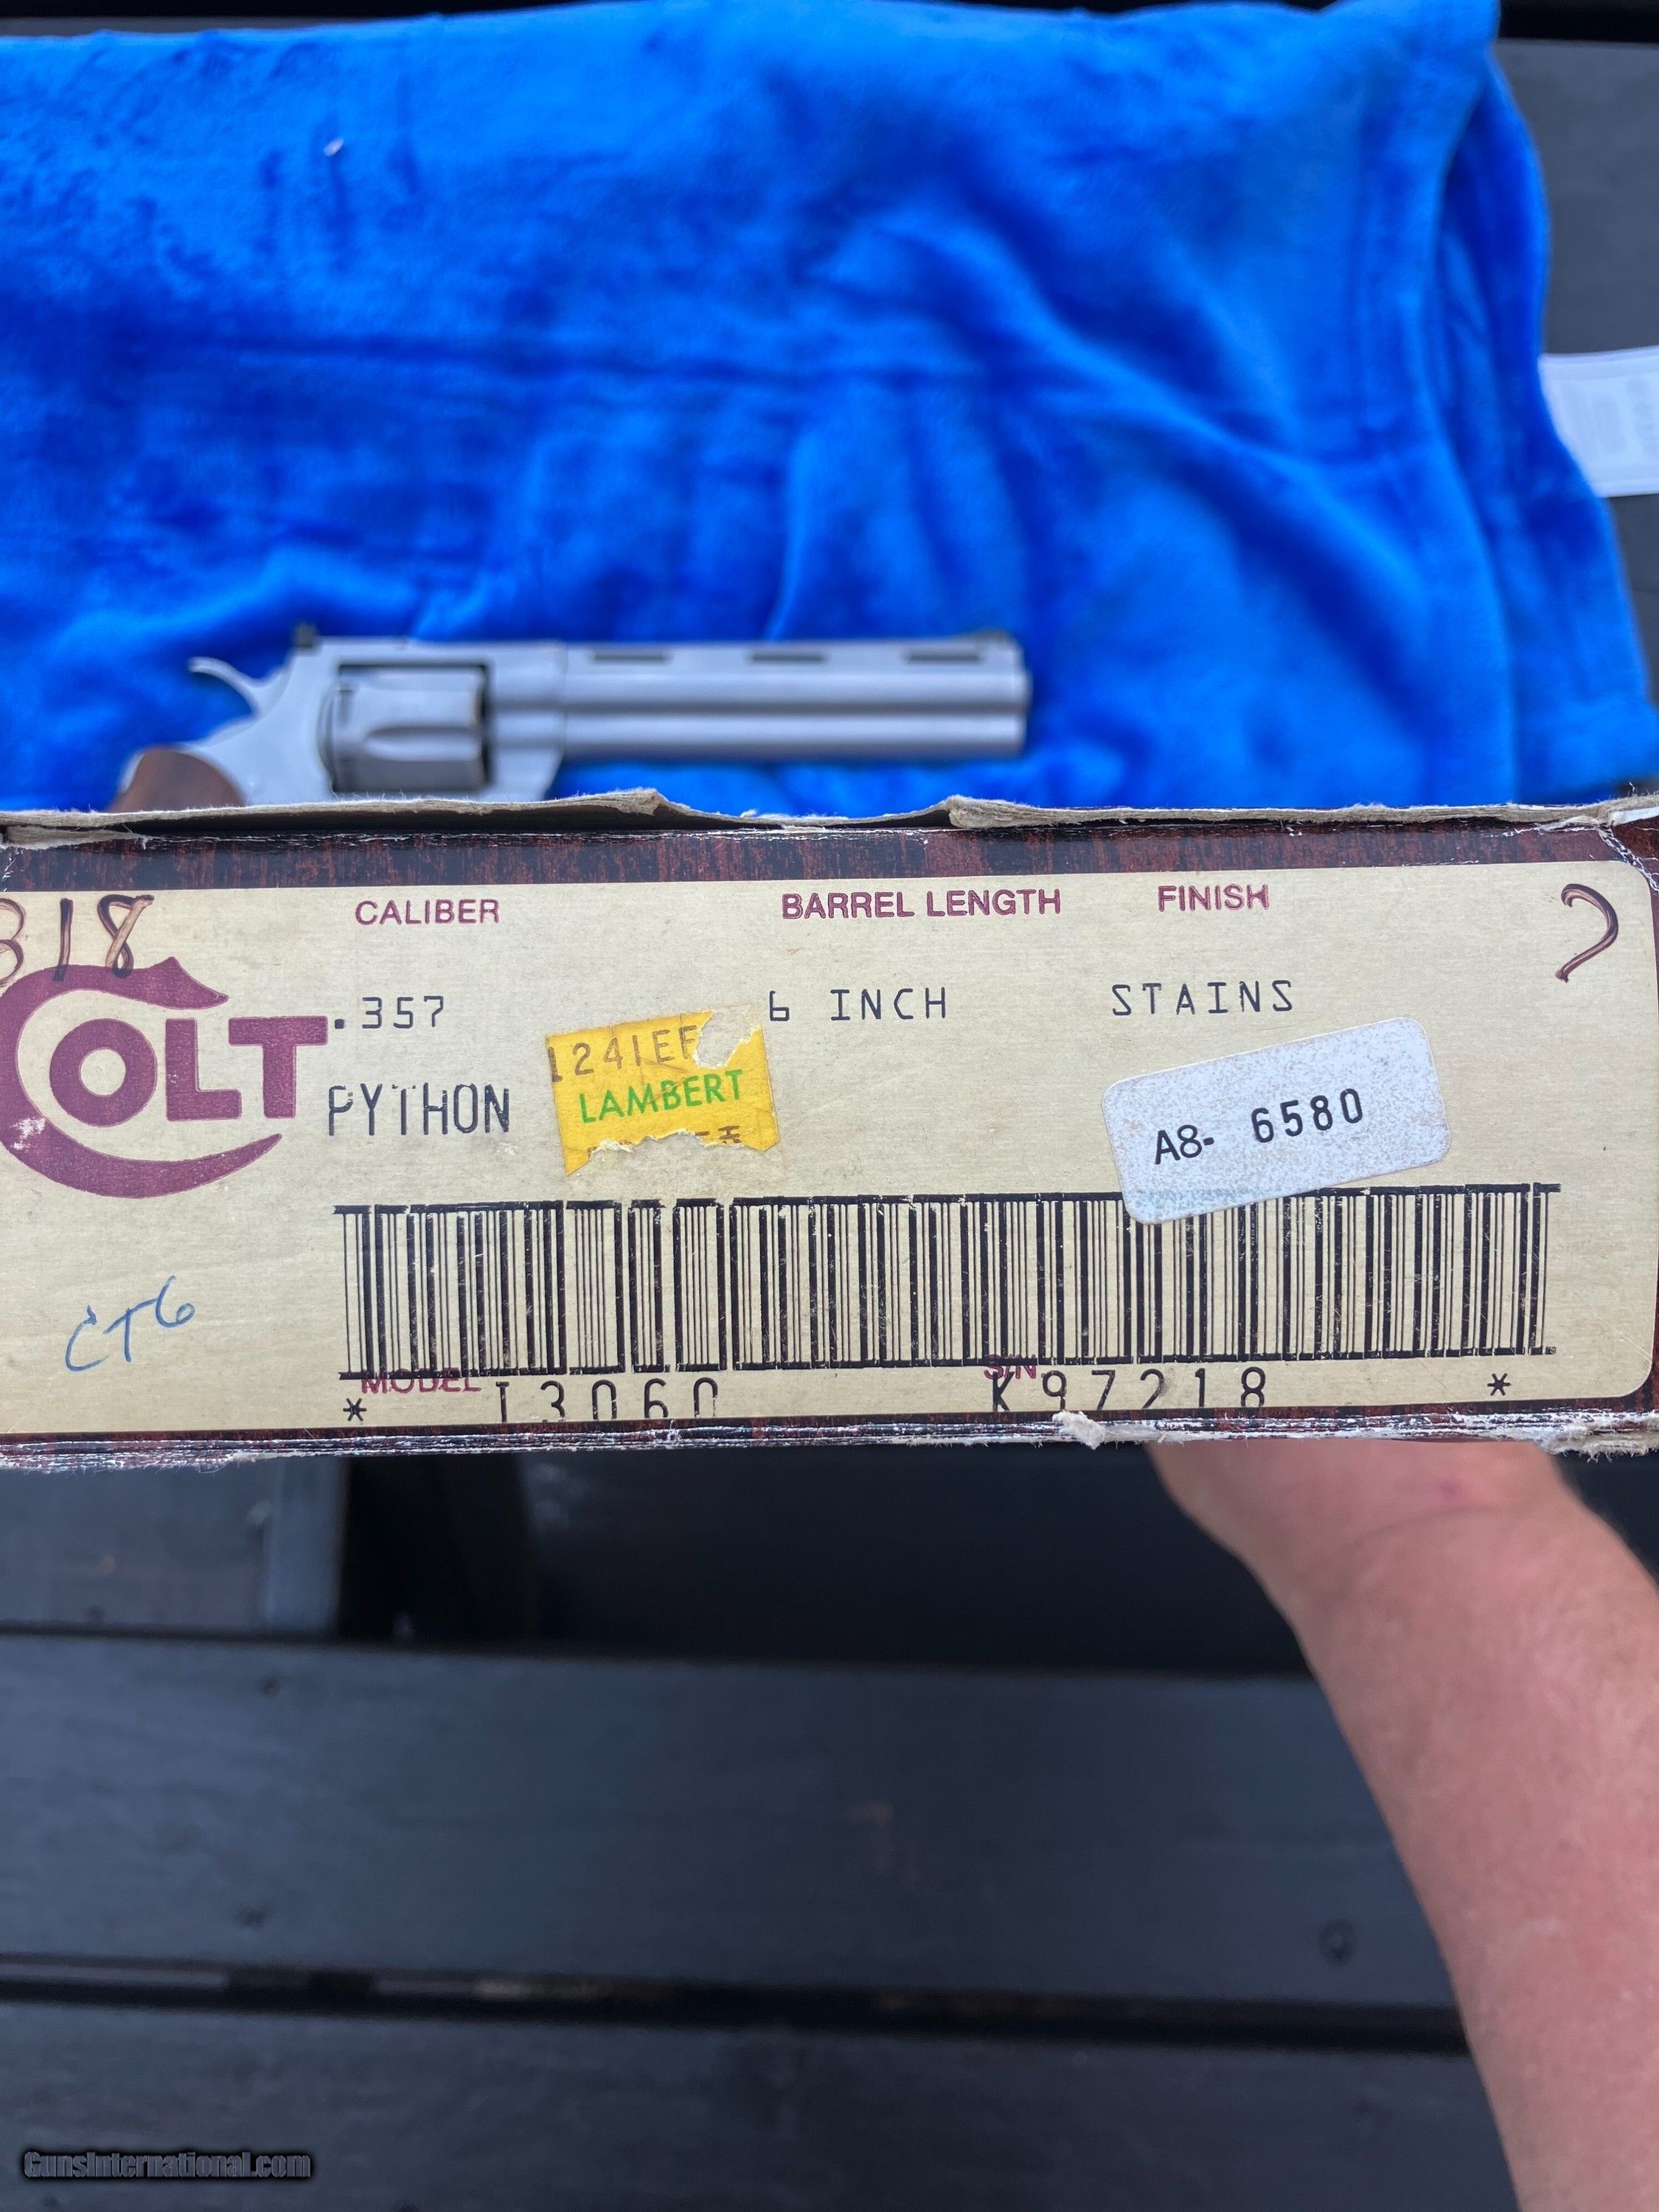 318
CALIBER BARREL LENGTH FINISH
COLT
.357 6 INCH STAINS
PYTHON
1241EF
LAMBERT
A8- 6580
CT6
MODEL S/N
* I3060 K97218 *
GunsInternational.com